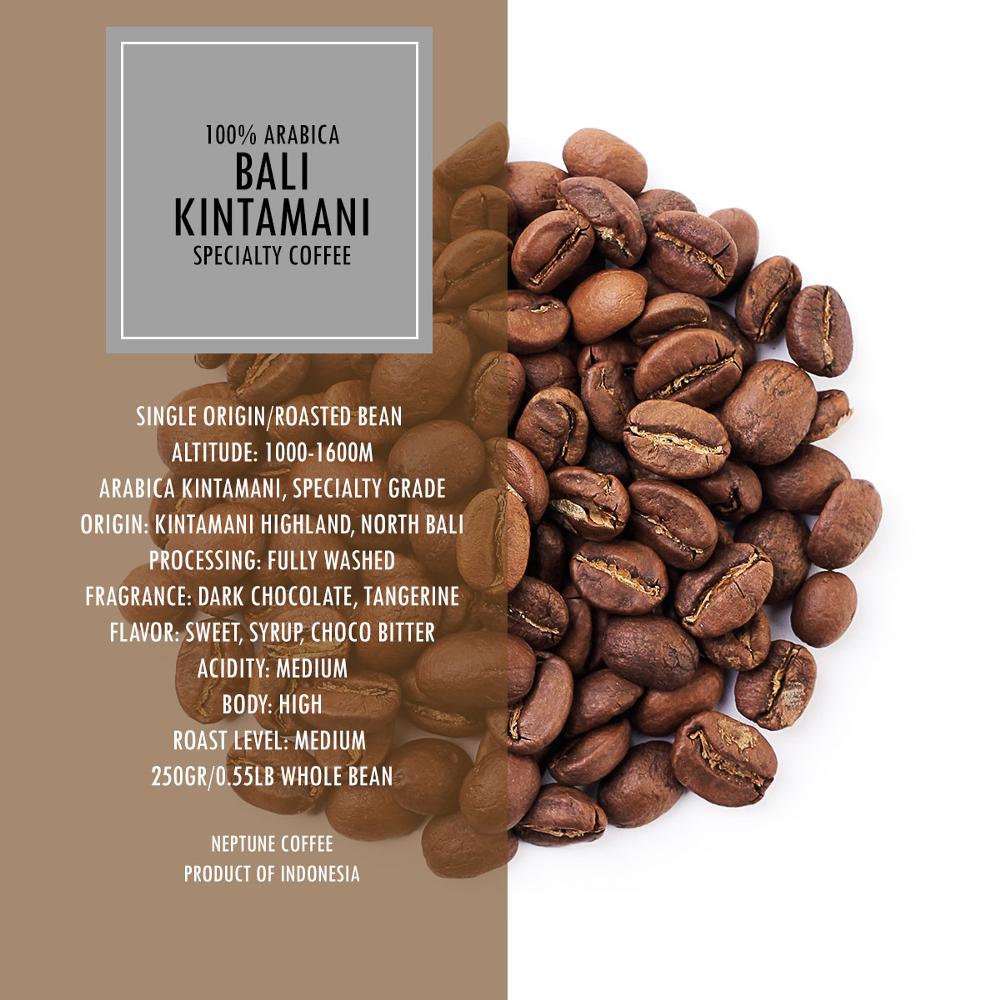 100% ARABICA
BALI
KINTAMANI
SPECIALTY COFFEE
SINGLE ORIGIN/ROASTED BEAN
ALTITUDE: 1000-1600M
ARABICA KINTAMANI, SPECIALTY GRADE
ORIGIN: KINTAMANI HIGHLAND, NORTH BALI
PROCESSING: FULLY WASHED
FRAGRANCE: DARK CHOCOLATE, TANGERINE
FLAVOR: SWEET, SYRUP, CHOCO BITTER
ACIDITY: MEDIUM
BODY: HIGH
ROAST LEVEL: MEDIUM
250GR/0.55LB WHOLE BEAN
NEPTUNE COFFEE
PRODUCT OF INDONESIA